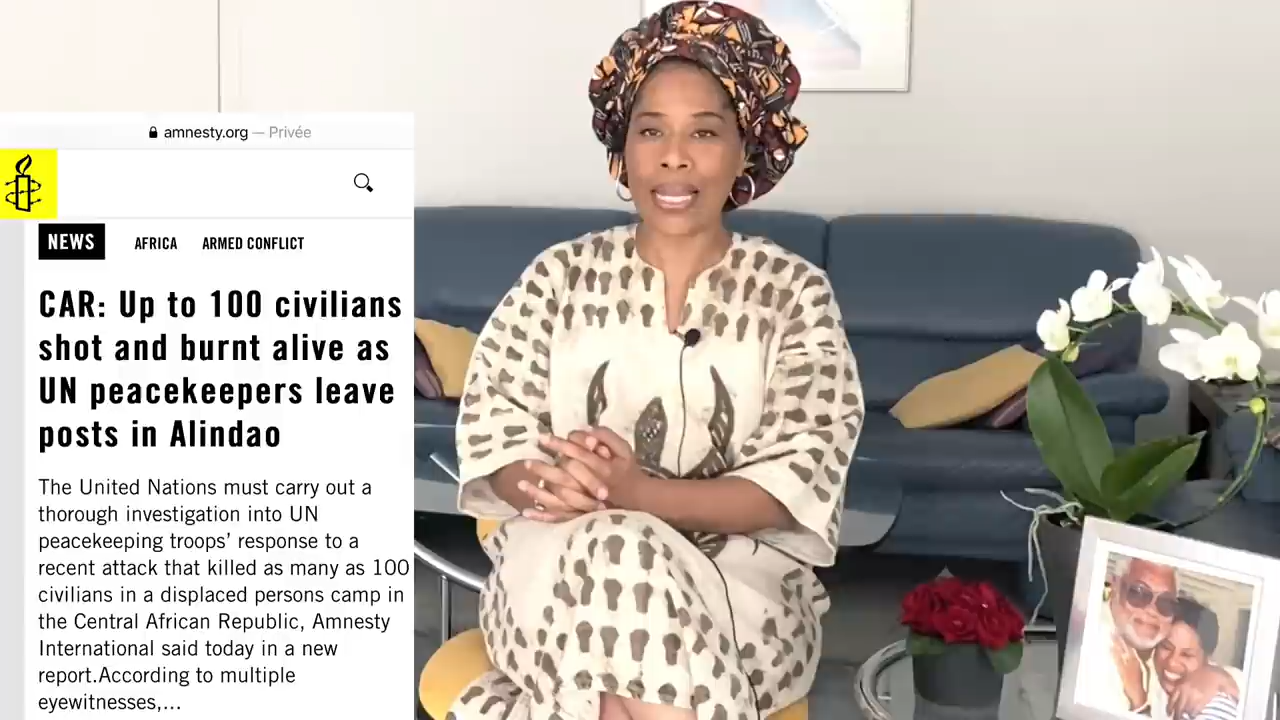 amnesty.org — Privée
NEWS AFRICA ARMED CONFLICT
CAR: Up to 100 civilians
shot and burnt alive as
UN peacekeepers leave
posts in Alindao
The United Nations must carry out a
thorough investigation into UN
peacekeeping troops’ response to a
recent attack that killed as many as 100
civilians in a displaced persons camp in
the Central African Republic, Amnesty
International said today in a new
report.According to multiple
eyewitnesses,...